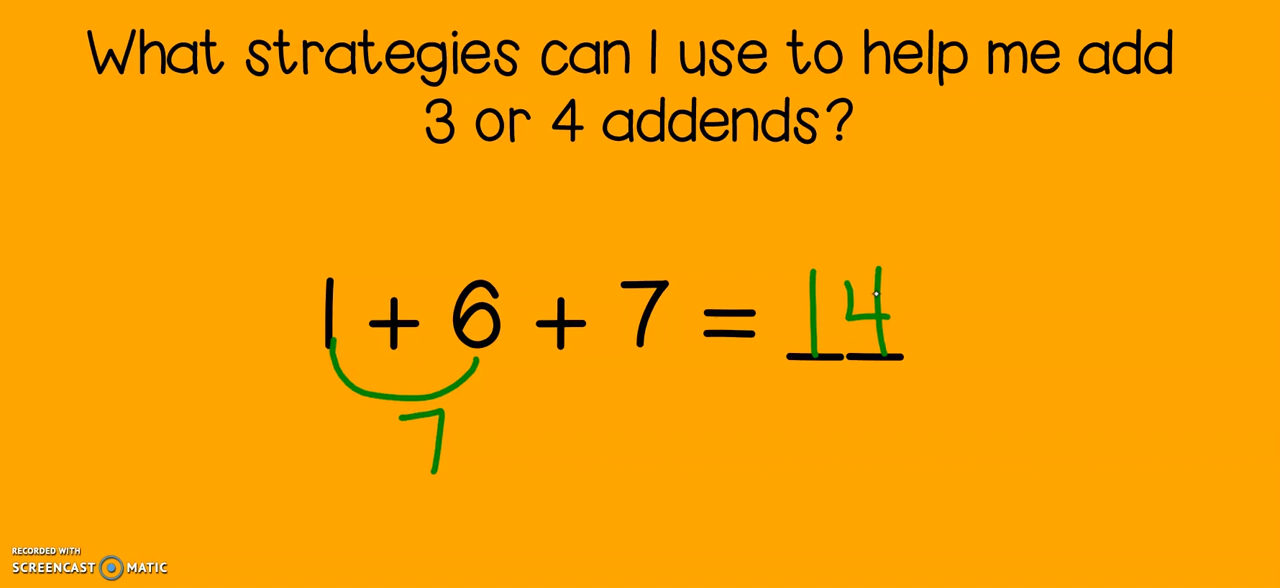 What strategies can I use to help me add
3 or 4 addends?
1 + 6 + 7 = 14
7
RECORDED WITH
SCREENCAST MATIC